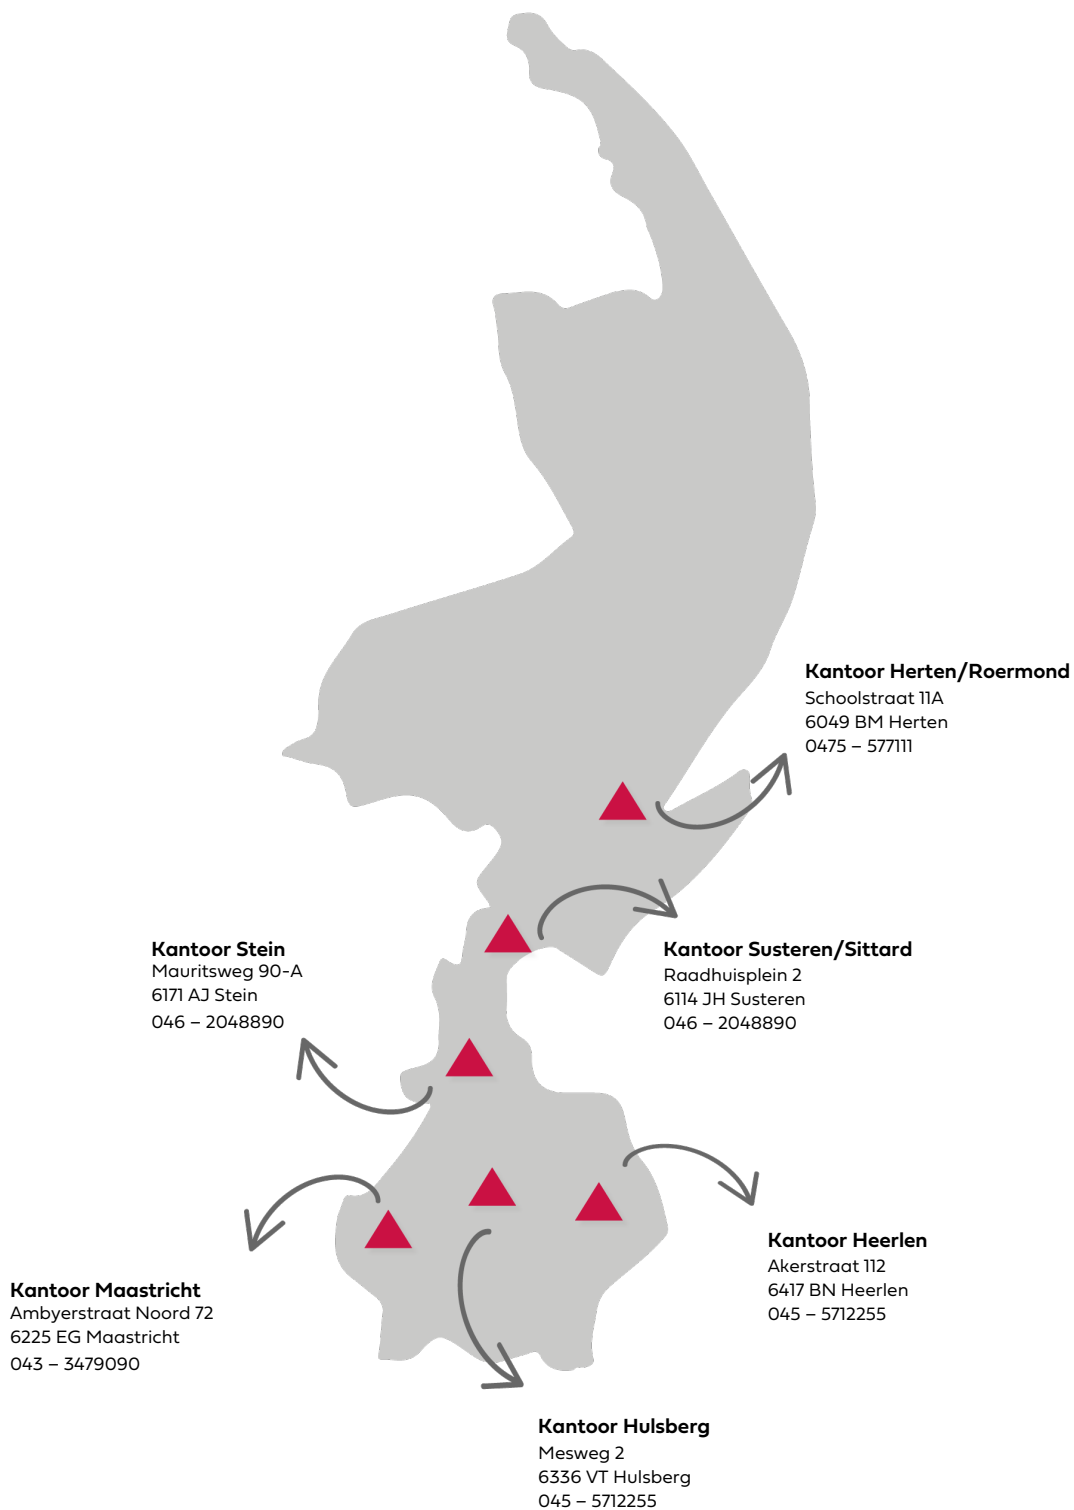 Kantoor Herten/Roermond
Schoolstraat 11A
6049 BM Herten
0475 – 577111
Kantoor Stein
Mauritsweg 90-A
6171 AJ Stein
046 – 2048890
Kantoor Susteren/Sittard
Raadhuisplein 2
6114 JH Susteren
046 – 2048890
Kantoor Heerlen
Akerstraat 112
6417 BN Heerlen
045 – 5712255
Kantoor Maastricht
Ambyerstraat Noord 72
6225 EG Maastricht
043 – 3479090
Kantoor Hulsberg
Mesweg 2
6336 VT Hulsberg
045 – 5712255